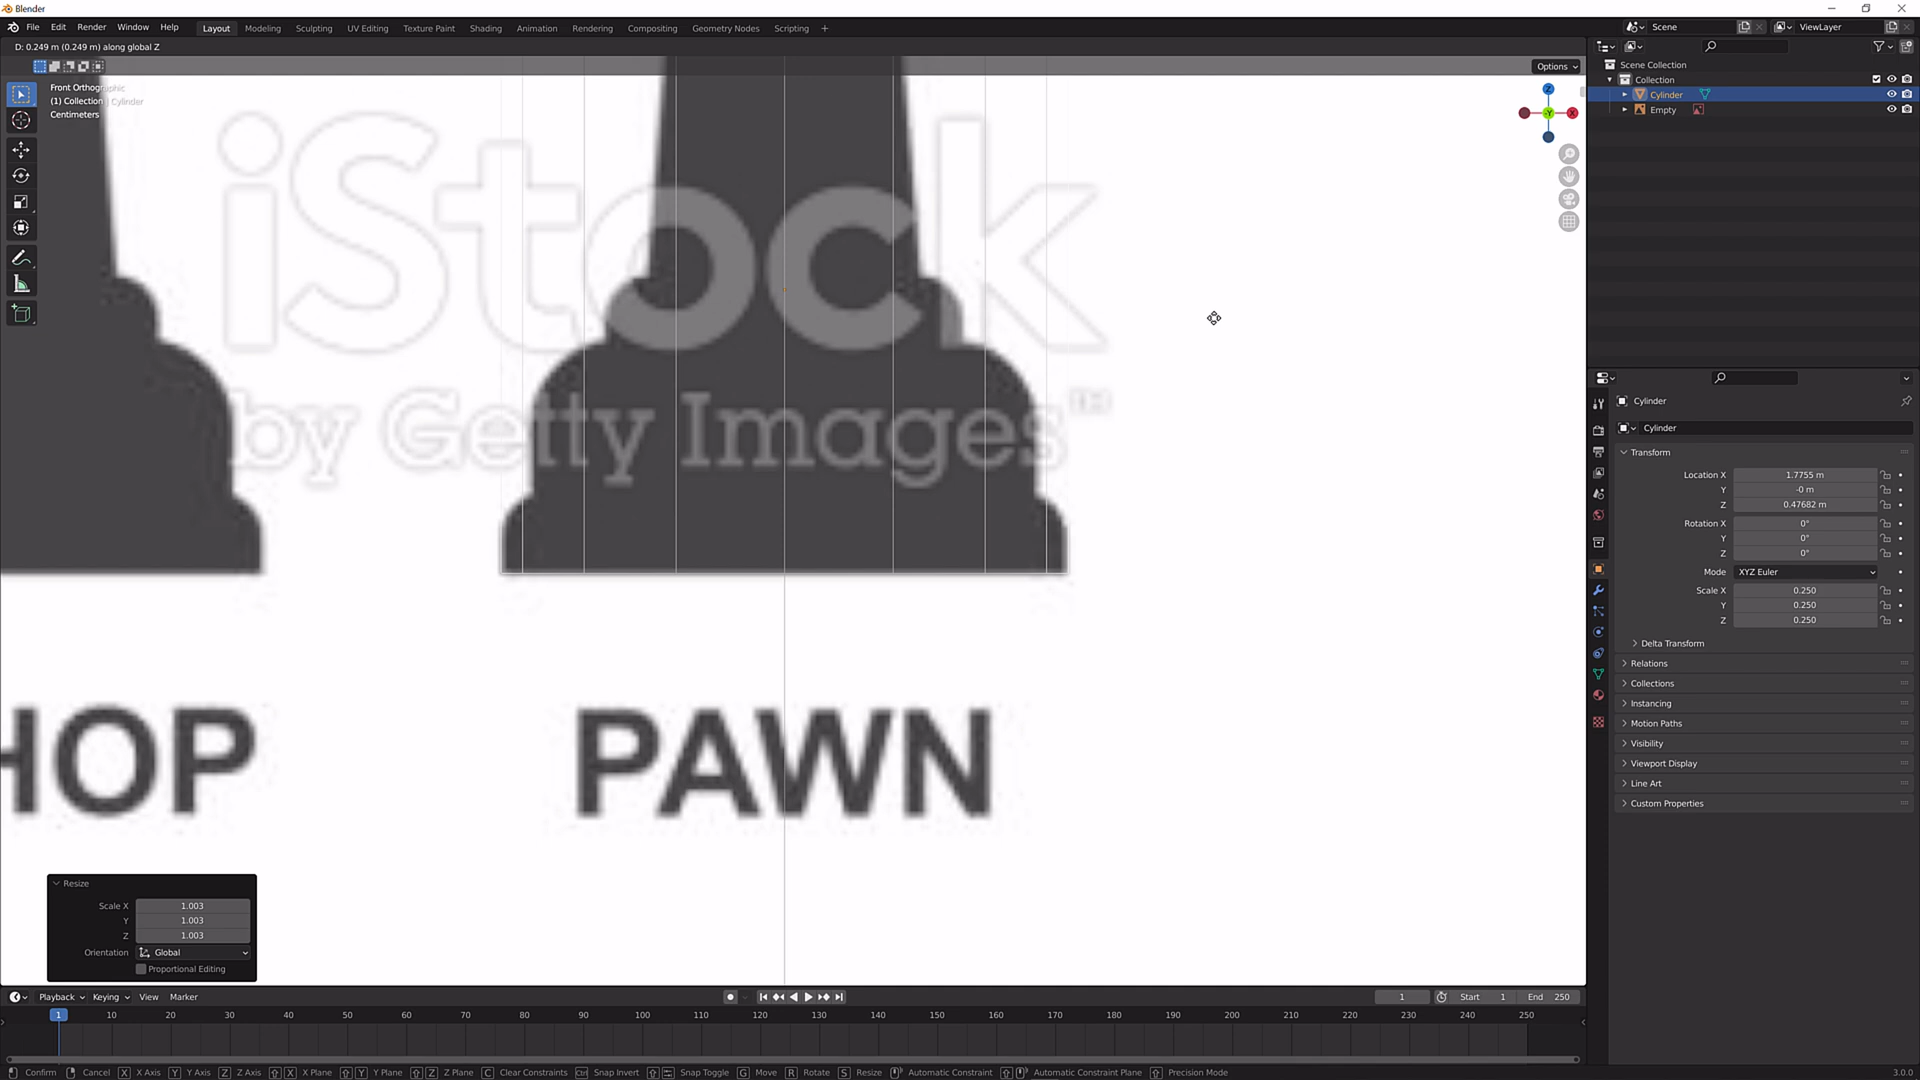 Blender
File Edit Render Window Help Layout Modeling Sculpting UV Editing Texture Paint Shading Animation Rendering Compositing Geometry Nodes Scripting + Scene ViewLayer
D: 0.249 m (0.249 m) along global Z
Options
Front Orthographic
(1) Collection | Cylinder
Centimeters
Z
-Y
X
Scene Collection
Collection
Cylinder
Empty
iStock
by Getty Images™
HOP
PAWN
Cylinder
Cylinder
Transform
Location X 1.7755 m
Y -0 m
Z 0.47682 m
Rotation X 0°
Y 0°
Z 0°
Mode XYZ Euler
Scale X 0.250
Y 0.250
Z 0.250
Delta Transform
Relations
Collections
Instancing
Motion Paths
Visibility
Viewport Display
Line Art
Custom Properties
Resize
Scale X 1.003
Y 1.003
Z 1.003
Orientation Global
Proportional Editing
Playback Keying View Marker 1 Start 1 End 250
1 10 20 30 40 50 60 70 80 90 100 110 120 130 140 150 160 170 180 190 200 210 220 230 240 250
Confirm Cancel X X Axis Y Y Axis Z Z Axis X X Plane Y Y Plane Z Z Plane C Clear Constraints Ctrl Snap Invert Snap Toggle G Move R Rotate S Resize Automatic Constraint Automatic Constraint Plane Precision Mode 3.0.0